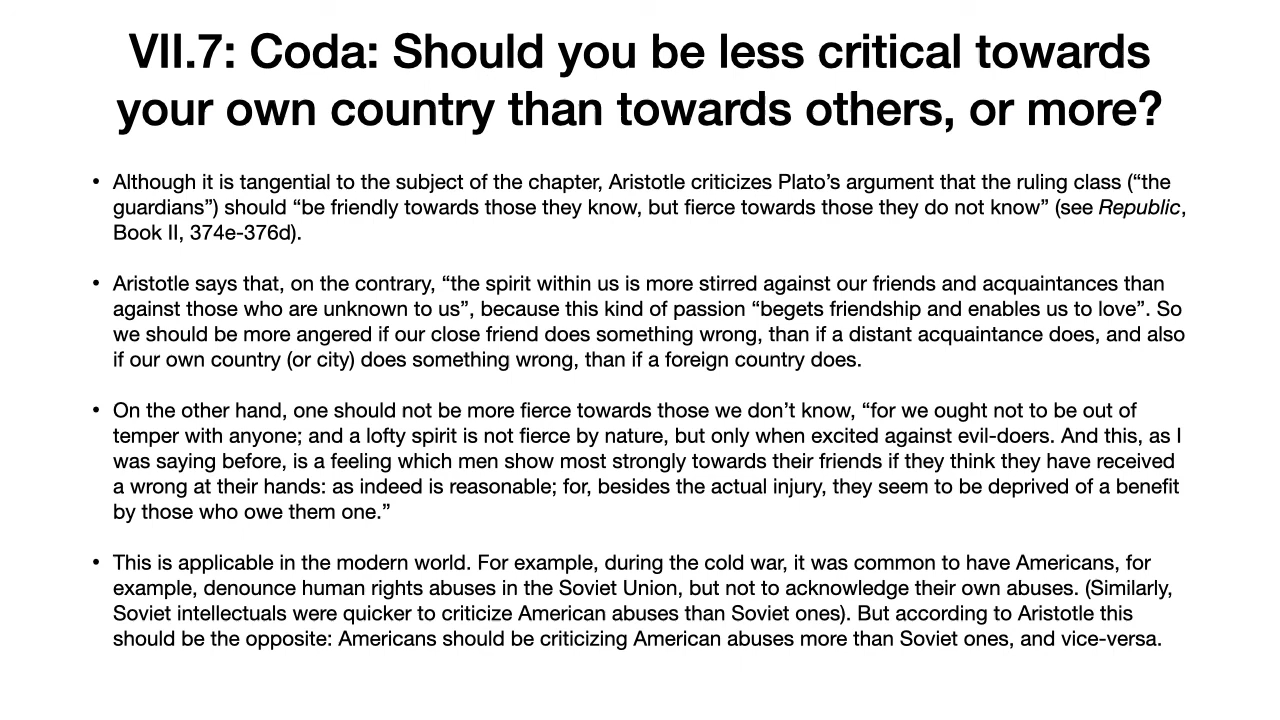 VII.7: Coda: Should you be less critical towards
your own country than towards others, or more?
• Although it is tangential to the subject of the chapter, Aristotle criticizes Plato’s argument that the ruling class (“the
guardians”) should “be friendly towards those they know, but fierce towards those they do not know” (see Republic,
Book II, 374e-376d).
• Aristotle says that, on the contrary, “the spirit within us is more stirred against our friends and acquaintances than
against those who are unknown to us”, because this kind of passion “begets friendship and enables us to love”. So
we should be more angered if our close friend does something wrong, than if a distant acquaintance does, and also
if our own country (or city) does something wrong, than if a foreign country does.
• On the other hand, one should not be more fierce towards those we don’t know, “for we ought not to be out of
temper with anyone; and a lofty spirit is not fierce by nature, but only when excited against evil-doers. And this, as I
was saying before, is a feeling which men show most strongly towards their friends if they think they have received
a wrong at their hands: as indeed is reasonable; for, besides the actual injury, they seem to be deprived of a benefit
by those who owe them one.”
• This is applicable in the modern world. For example, during the cold war, it was common to have Americans, for
example, denounce human rights abuses in the Soviet Union, but not to acknowledge their own abuses. (Similarly,
Soviet intellectuals were quicker to criticize American abuses than Soviet ones). But according to Aristotle this
should be the opposite: Americans should be criticizing American abuses more than Soviet ones, and vice-versa.